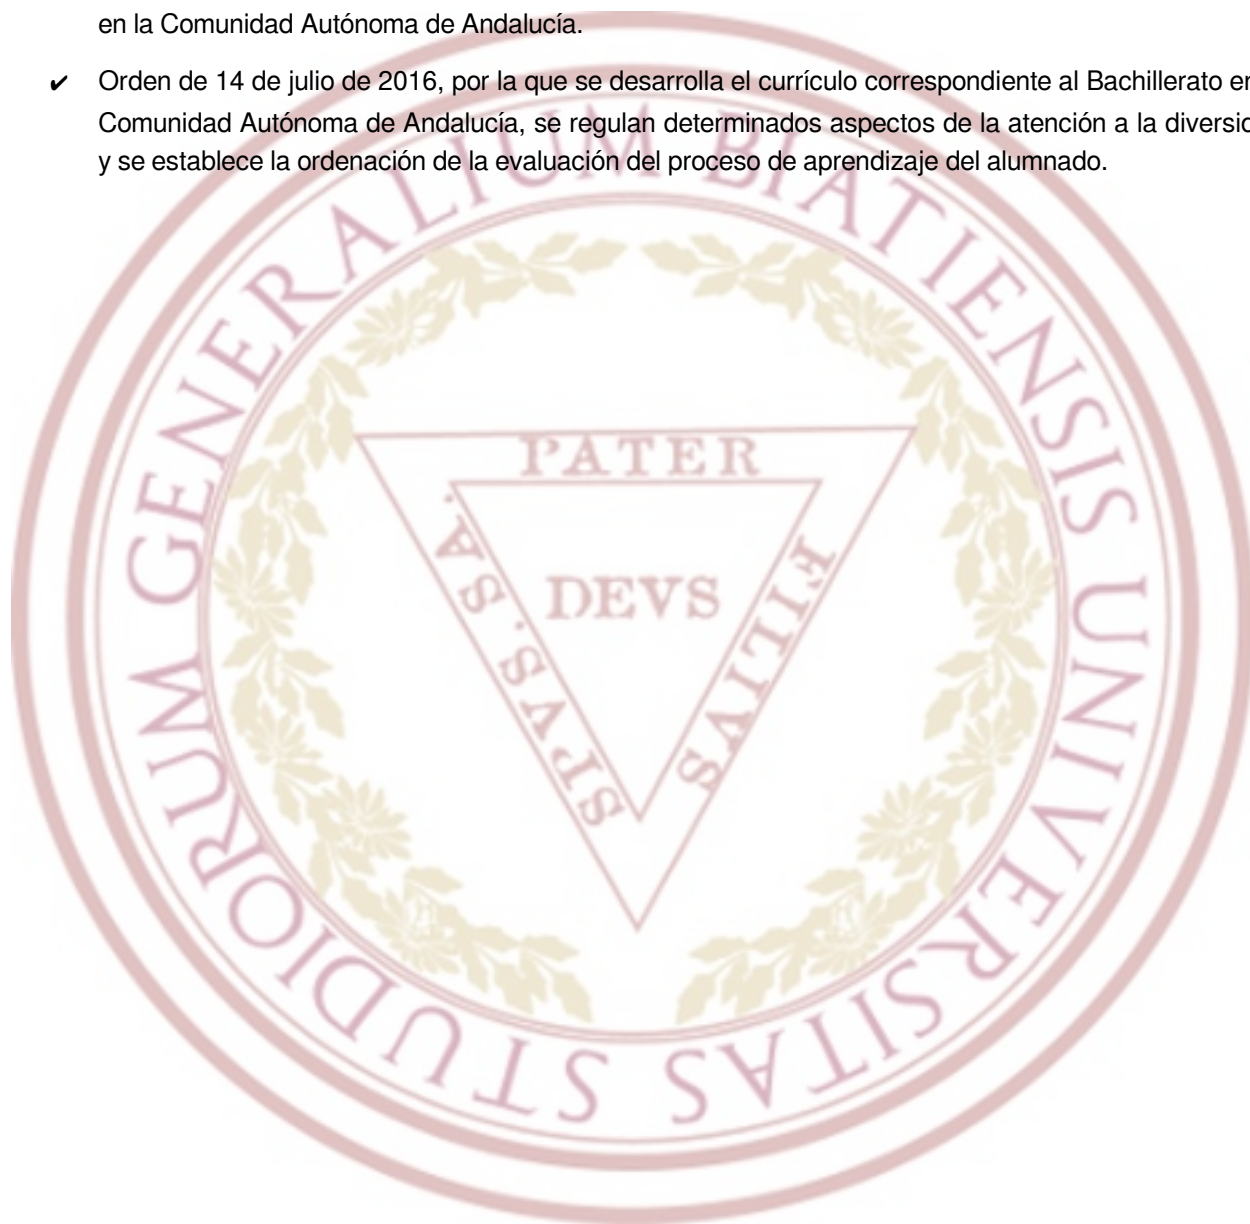 en la Comunidad Autónoma de Andalucía.
✔ Orden de 14 de julio de 2016, por la que se desarrolla el currículo correspondiente al Bachillerato en
Comunidad Autónoma de Andalucía, se regulan determinados aspectos de la atención a la diversid
y se establece la ordenación de la evaluación del proceso de aprendizaje del alumnado.
STUDIORUM GENERALIUM BIATIENSIS UNIVERSITAS
PATER
FILIVS
SPVS. SA.
DEVS